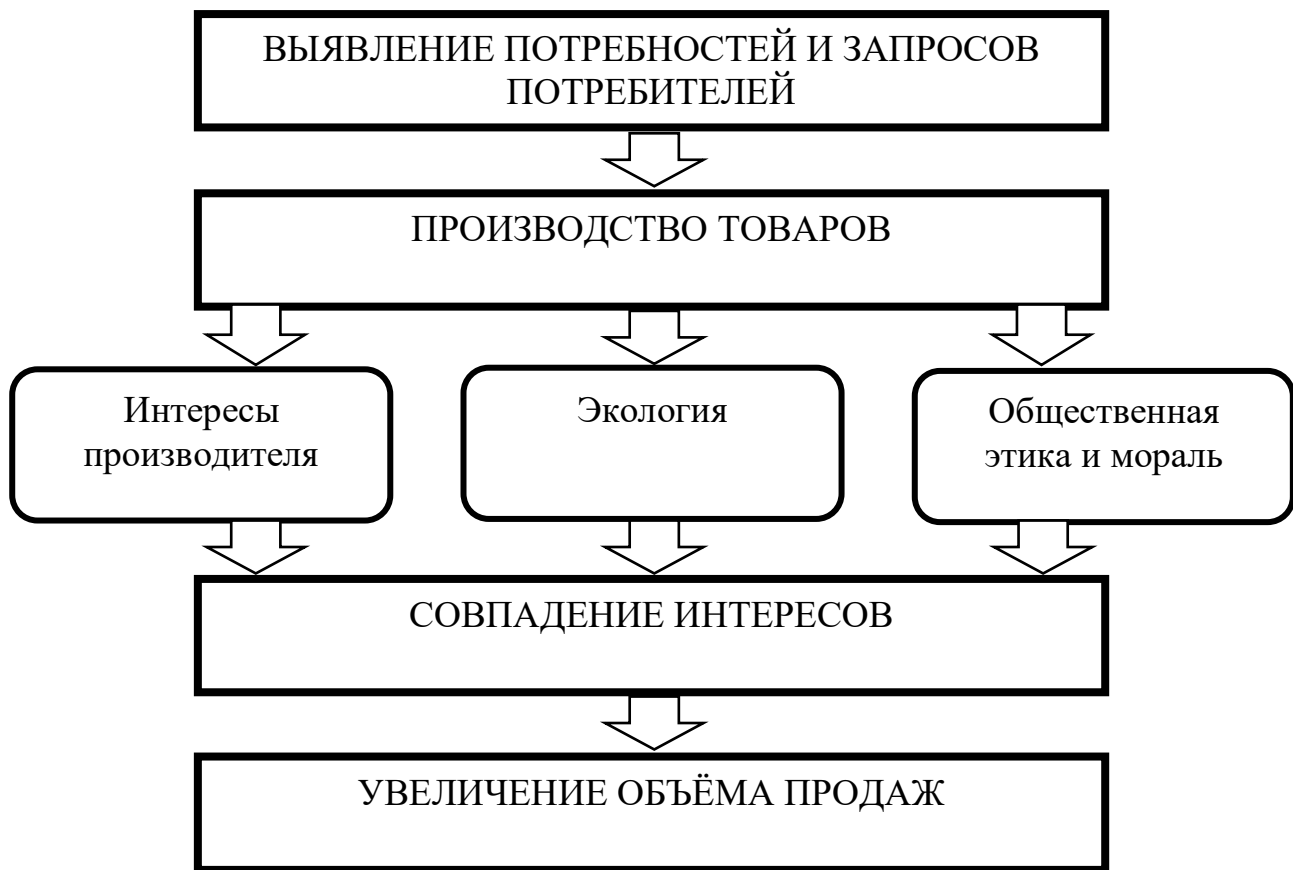 ВЫЯВЛЕНИЕ ПОТРЕБНОСТЕЙ И ЗАПРОСОВ
ПОТРЕБИТЕЛЕЙ
ПРОИЗВОДСТВО ТОВАРОВ
Интересы
производителя
Экология
Общественная
этика и мораль
СОВПАДЕНИЕ ИНТЕРЕСОВ
УВЕЛИЧЕНИЕ ОБЪЁМА ПРОДАЖ